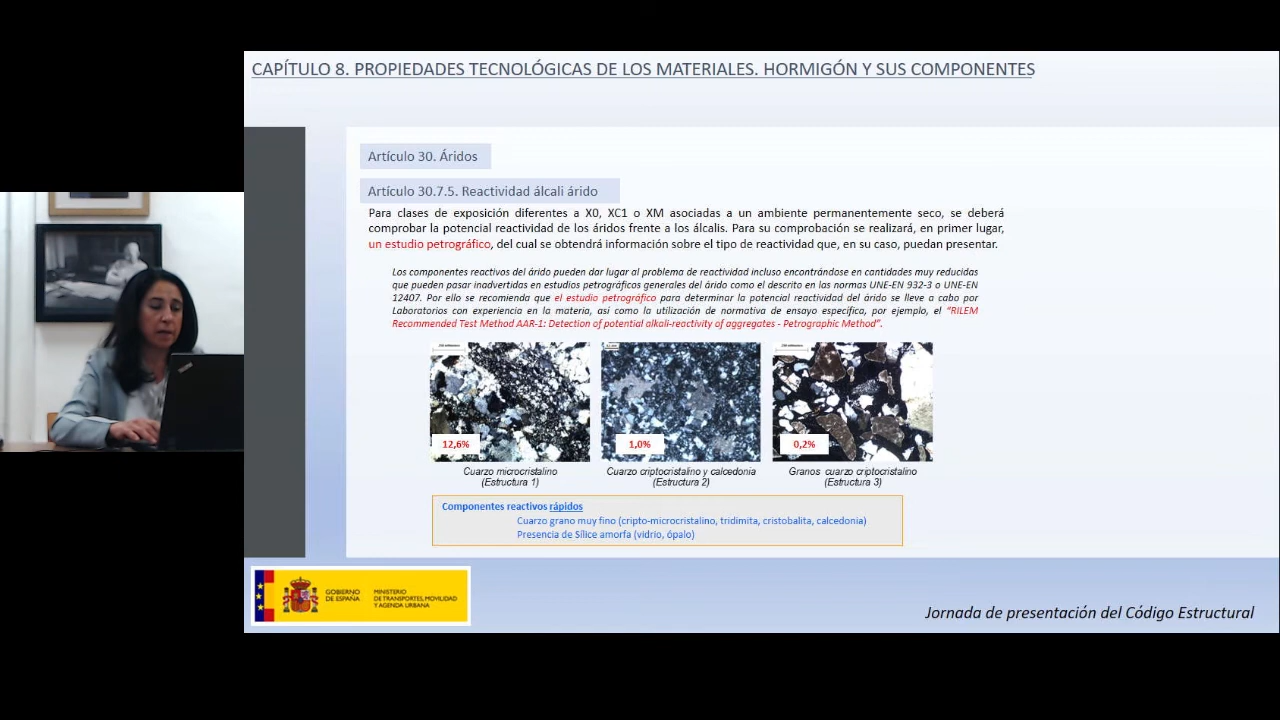 CAPÍTULO 8. PROPIEDADES TECNOLÓGICAS DE LOS MATERIALES. HORMIGÓN Y SUS COMPONENTES
Artículo 30. Áridos
Artículo 30.7.5. Reactividad álcali árido
Para clases de exposición diferentes a X0, XC1 o XM asociadas a un ambiente permanentemente seco, se deberá
comprobar la potencial reactividad de los áridos frente a los álcalis. Para su comprobación se realizará, en primer lugar,
un estudio petrográfico, del cual se obtendrá información sobre el tipo de reactividad que, en su caso, puedan presentar.
Los componentes reactivos del árido pueden dar lugar al problema de reactividad incluso encontrándose en cantidades muy reducidas
que pueden pasar inadvertidas en estudios petrográficos generales del árido como el descrito en las normas UNE-EN 932-3 o UNE-EN
12407. Por ello se recomienda que el estudio petrográfico para determinar la potencial reactividad del árido se lleve a cabo por
Laboratorios con experiencia en la materia, así como la utilización de normativa de ensayo específica, por ejemplo, el "RILEM
Recommended Test Method AAR-1: Detection of potential alkali-reactivity of aggregates - Petrographic Method".
12,6%
1,0%
0,2%
Cuarzo microcristalino
(Estructura 1)
Cuarzo criptocristalino y calcedonia
(Estructura 2)
Granos cuarzo criptocristalino
(Estructura 3)
Componentes reactivos rápidos
Cuarzo grano muy fino (cripto-microcristalino, tridimita, cristobalita, calcedonia)
Presencia de Sílice amorfa (vidrio, ópalo)
GOBIERNO
DE ESPAÑA
MINISTERIO
DE TRANSPORTES, MOVILIDAD
Y AGENDA URBANA
Jornada de presentación del Código Estructural